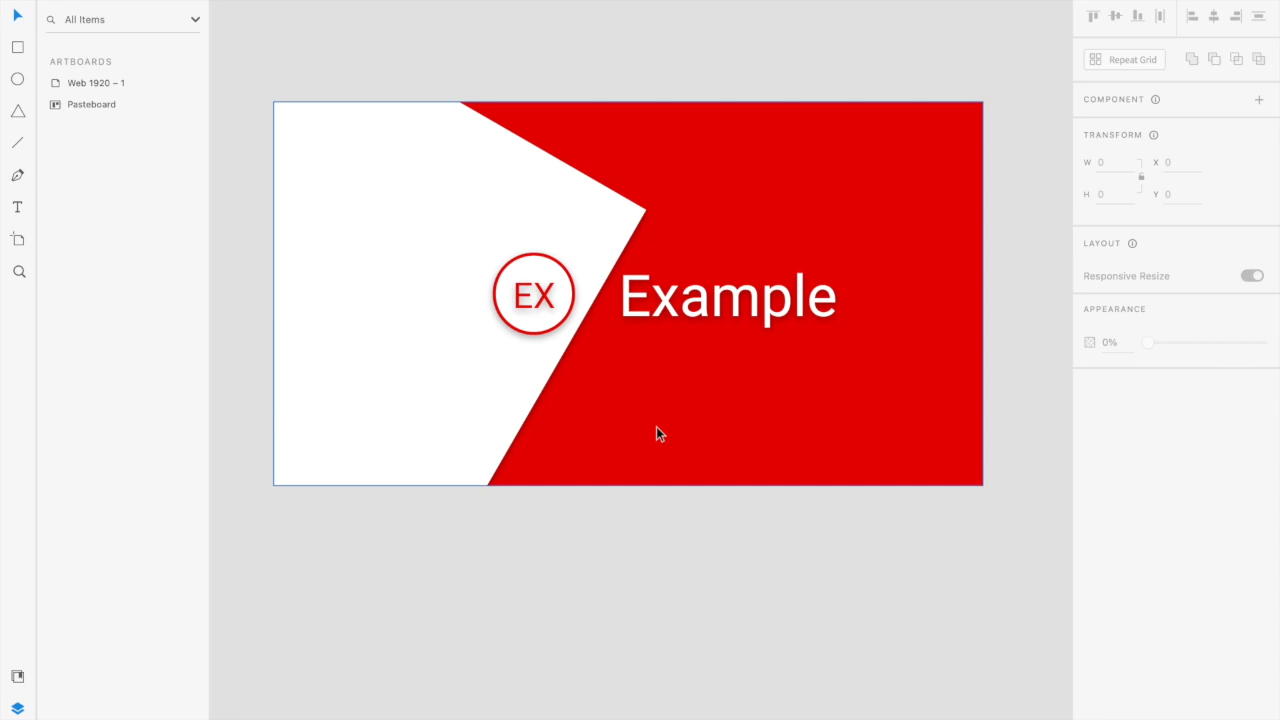 All Items
ARTBOARDS
Web 1920 – 1
Pasteboard
EX
Example
Repeat Grid
COMPONENT
TRANSFORM
W 0 X 0
H 0 Y 0
LAYOUT
Responsive Resize
APPEARANCE
0%